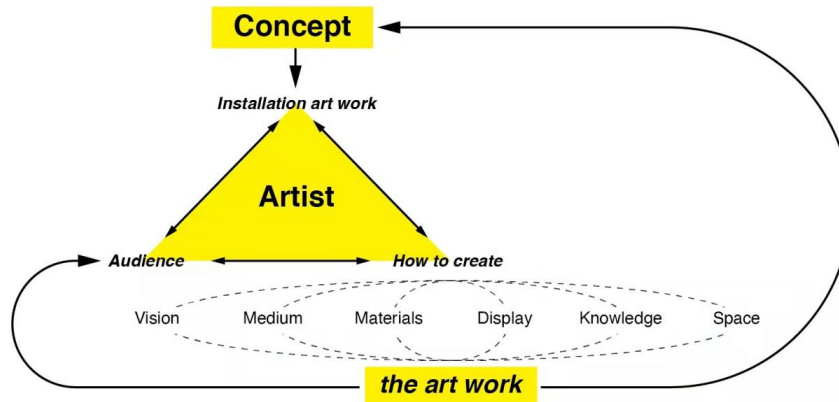 Concept
Installation art work
Artist
Audience
How to create
Vision Medium Materials Display Knowledge Space
the art work